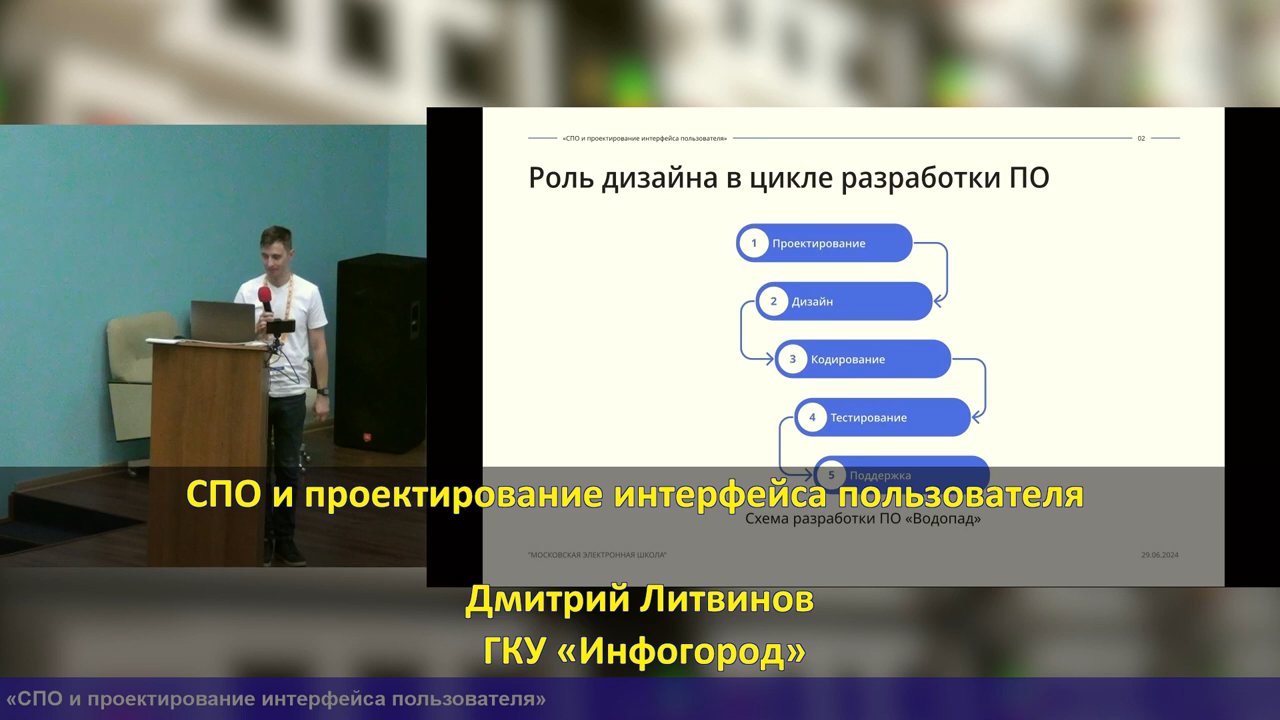 «СПО и проектирование интерфейса пользователя»
02
Роль дизайна в цикле разработки ПО
1 Проектирование
2 Дизайн
3 Кодирование
4 Тестирование
5 Поддержка
СПО и проектирование интерфейса пользователя
Схема разработки ПО «Водопад»
"МОСКОВСКАЯ ЭЛЕКТРОННАЯ ШКОЛА"
29.06.2024
Дмитрий Литвинов
ГКУ «Инфогород»
«СПО и проектирование интерфейса пользователя»